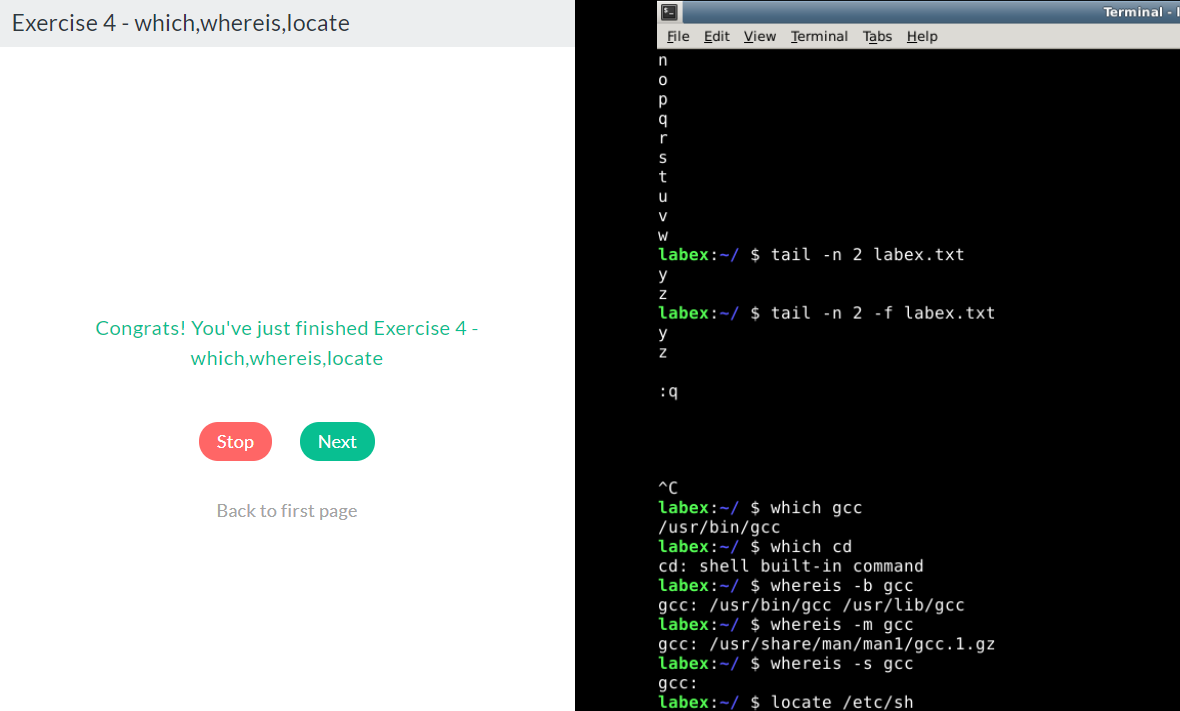 Exercise 4 - which,whereis,locate
Congrats! You've just finished Exercise 4 -
which,whereis,locate
Stop Next
Back to first page
Terminal -
File Edit View Terminal Tabs Help
n
o
p
q
r
s
t
u
v
w
labex:~/ $ tail -n 2 labex.txt
y
z
labex:~/ $ tail -n 2 -f labex.txt
y
z
:q
^C
labex:~/ $ which gcc
/usr/bin/gcc
labex:~/ $ which cd
cd: shell built-in command
labex:~/ $ whereis -b gcc
gcc: /usr/bin/gcc /usr/lib/gcc
labex:~/ $ whereis -m gcc
gcc: /usr/share/man/man1/gcc.1.gz
labex:~/ $ whereis -s gcc
gcc:
labex:~/ $ locate /etc/sh